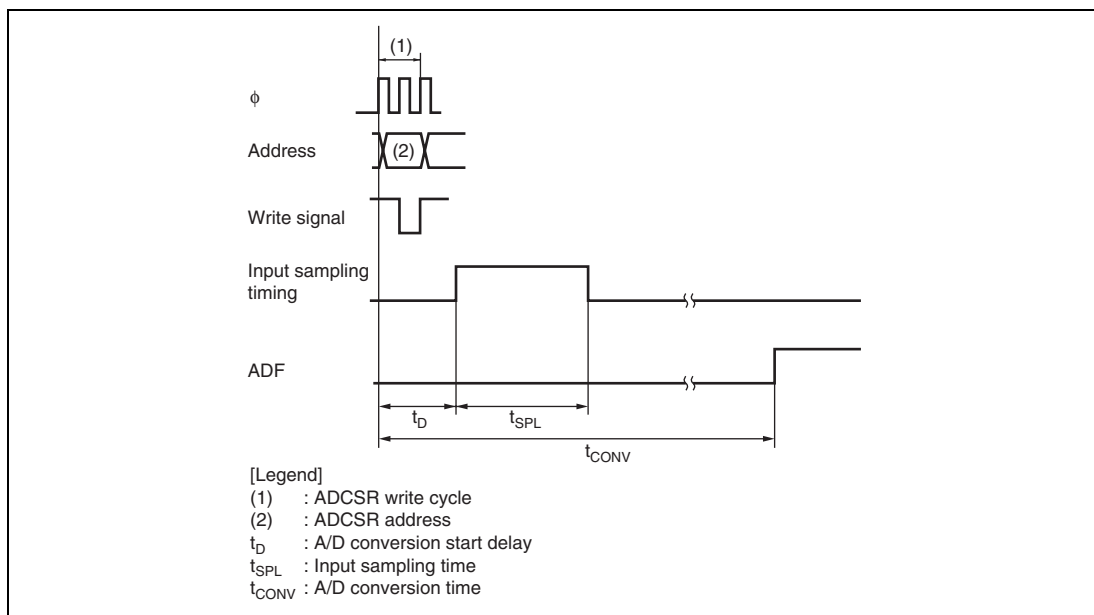 (1)
ϕ
Address
(2)
Write signal
Input sampling
timing
ADF
tD
tSPL
tCONV
[Legend]
(1) : ADCSR write cycle
(2) : ADCSR address
tD : A/D conversion start delay
tSPL : Input sampling time
tCONV : A/D conversion time